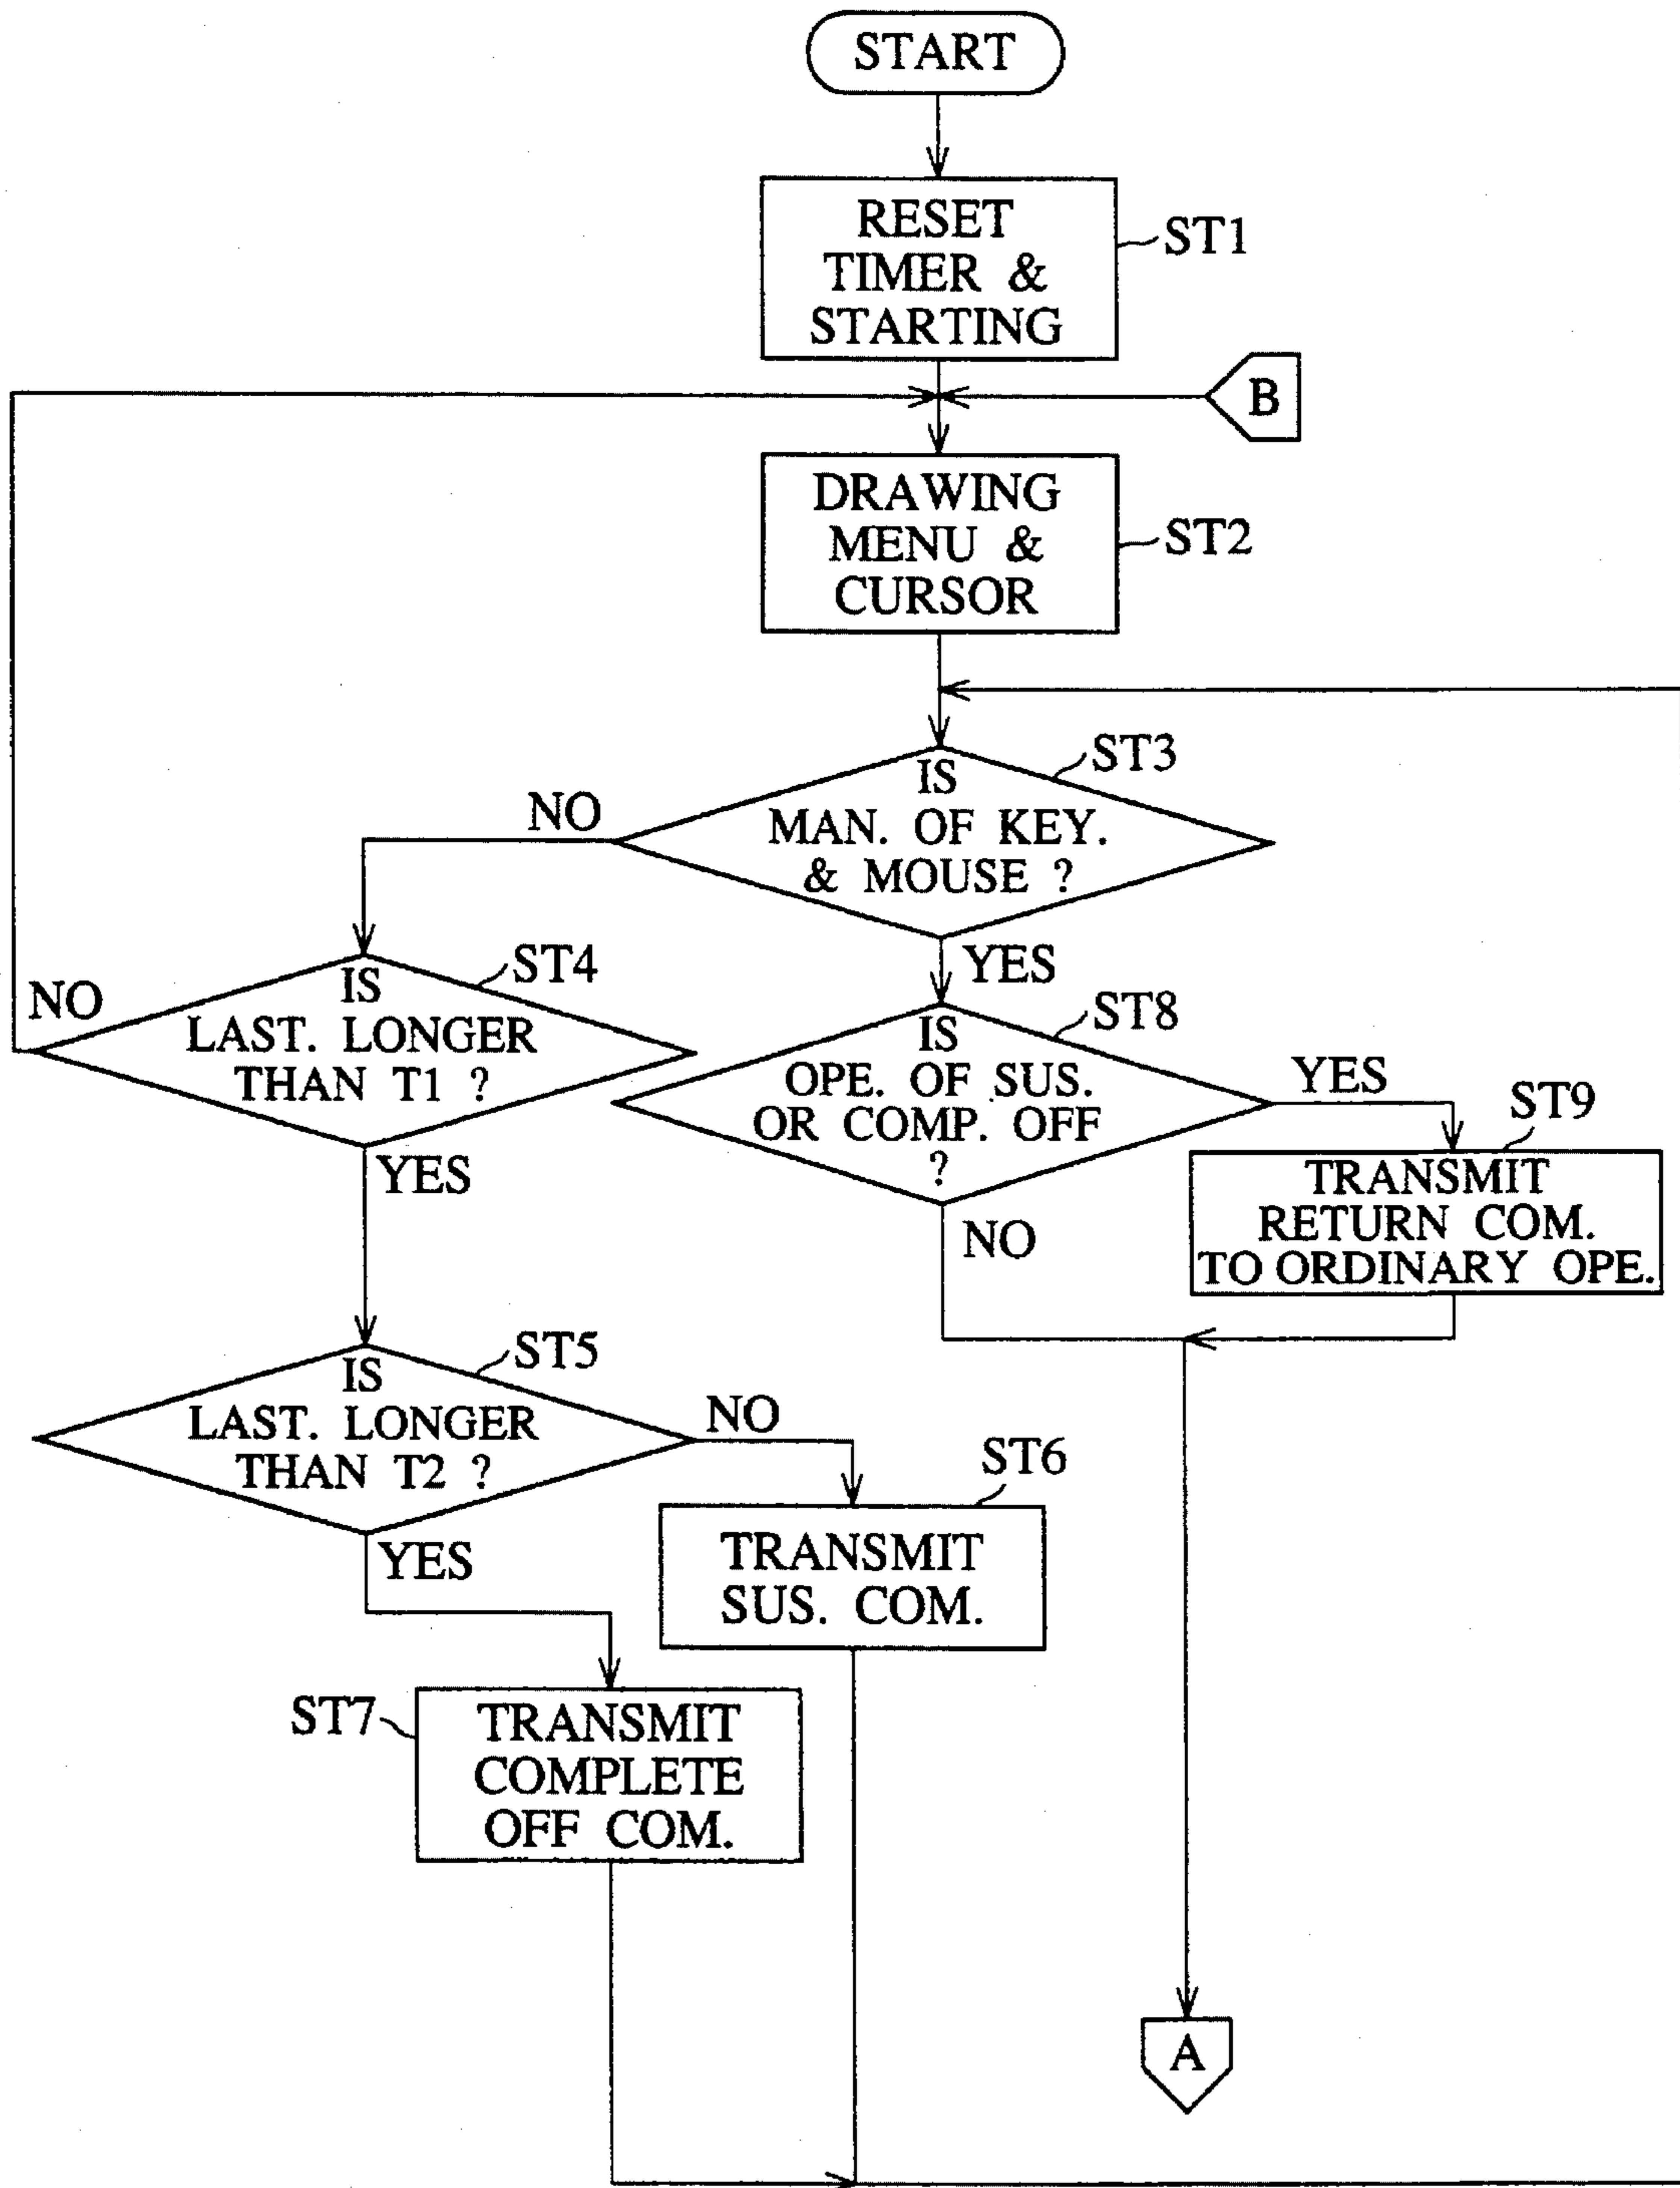 START
RESET
TIMER &
STARTING
ST1
B
DRAWING
MENU &
CURSOR
ST2
ST3
IS
MAN. OF KEY.
& MOUSE ?
NO
YES
ST4
IS
LAST. LONGER
THAN T1 ?
NO
YES
ST8
IS
OPE. OF SUS.
OR COMP. OFF
?
YES
NO
ST9
TRANSMIT
RETURN COM.
TO ORDINARY OPE.
ST5
IS
LAST. LONGER
THAN T2 ?
NO
YES
ST6
TRANSMIT
SUS. COM.
ST7
TRANSMIT
COMPLETE
OFF COM.
A